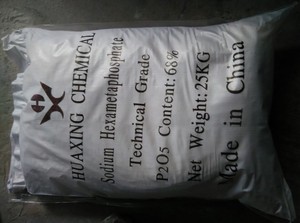 HUAXING CHEMICAL
Sodium Hexametaphosphate
Technical Grade
P2O5 Content: 68%
Net Weight: 25KG
Made in China